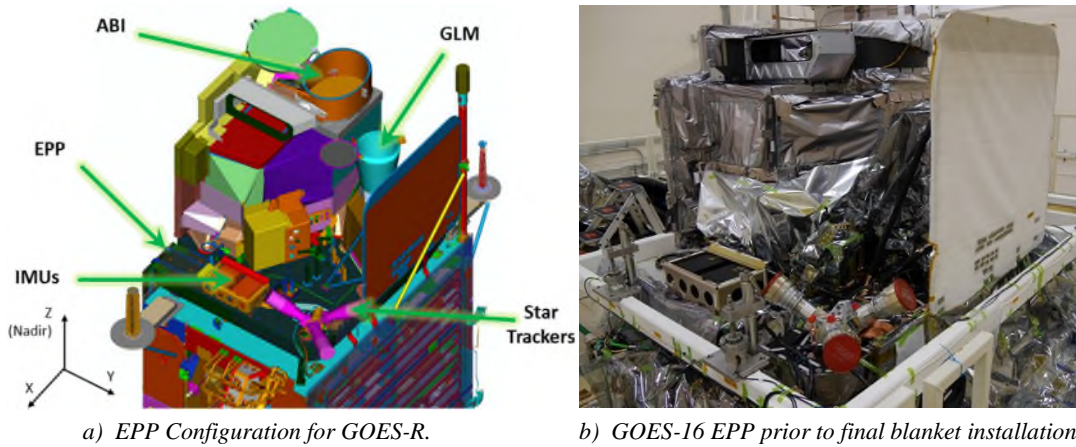 ABI
GLM
EPP
IMUs
Star
Trackers
Z
(Nadir)
X
Y
a) EPP Configuration for GOES-R.
b) GOES-16 EPP prior to final blanket installation